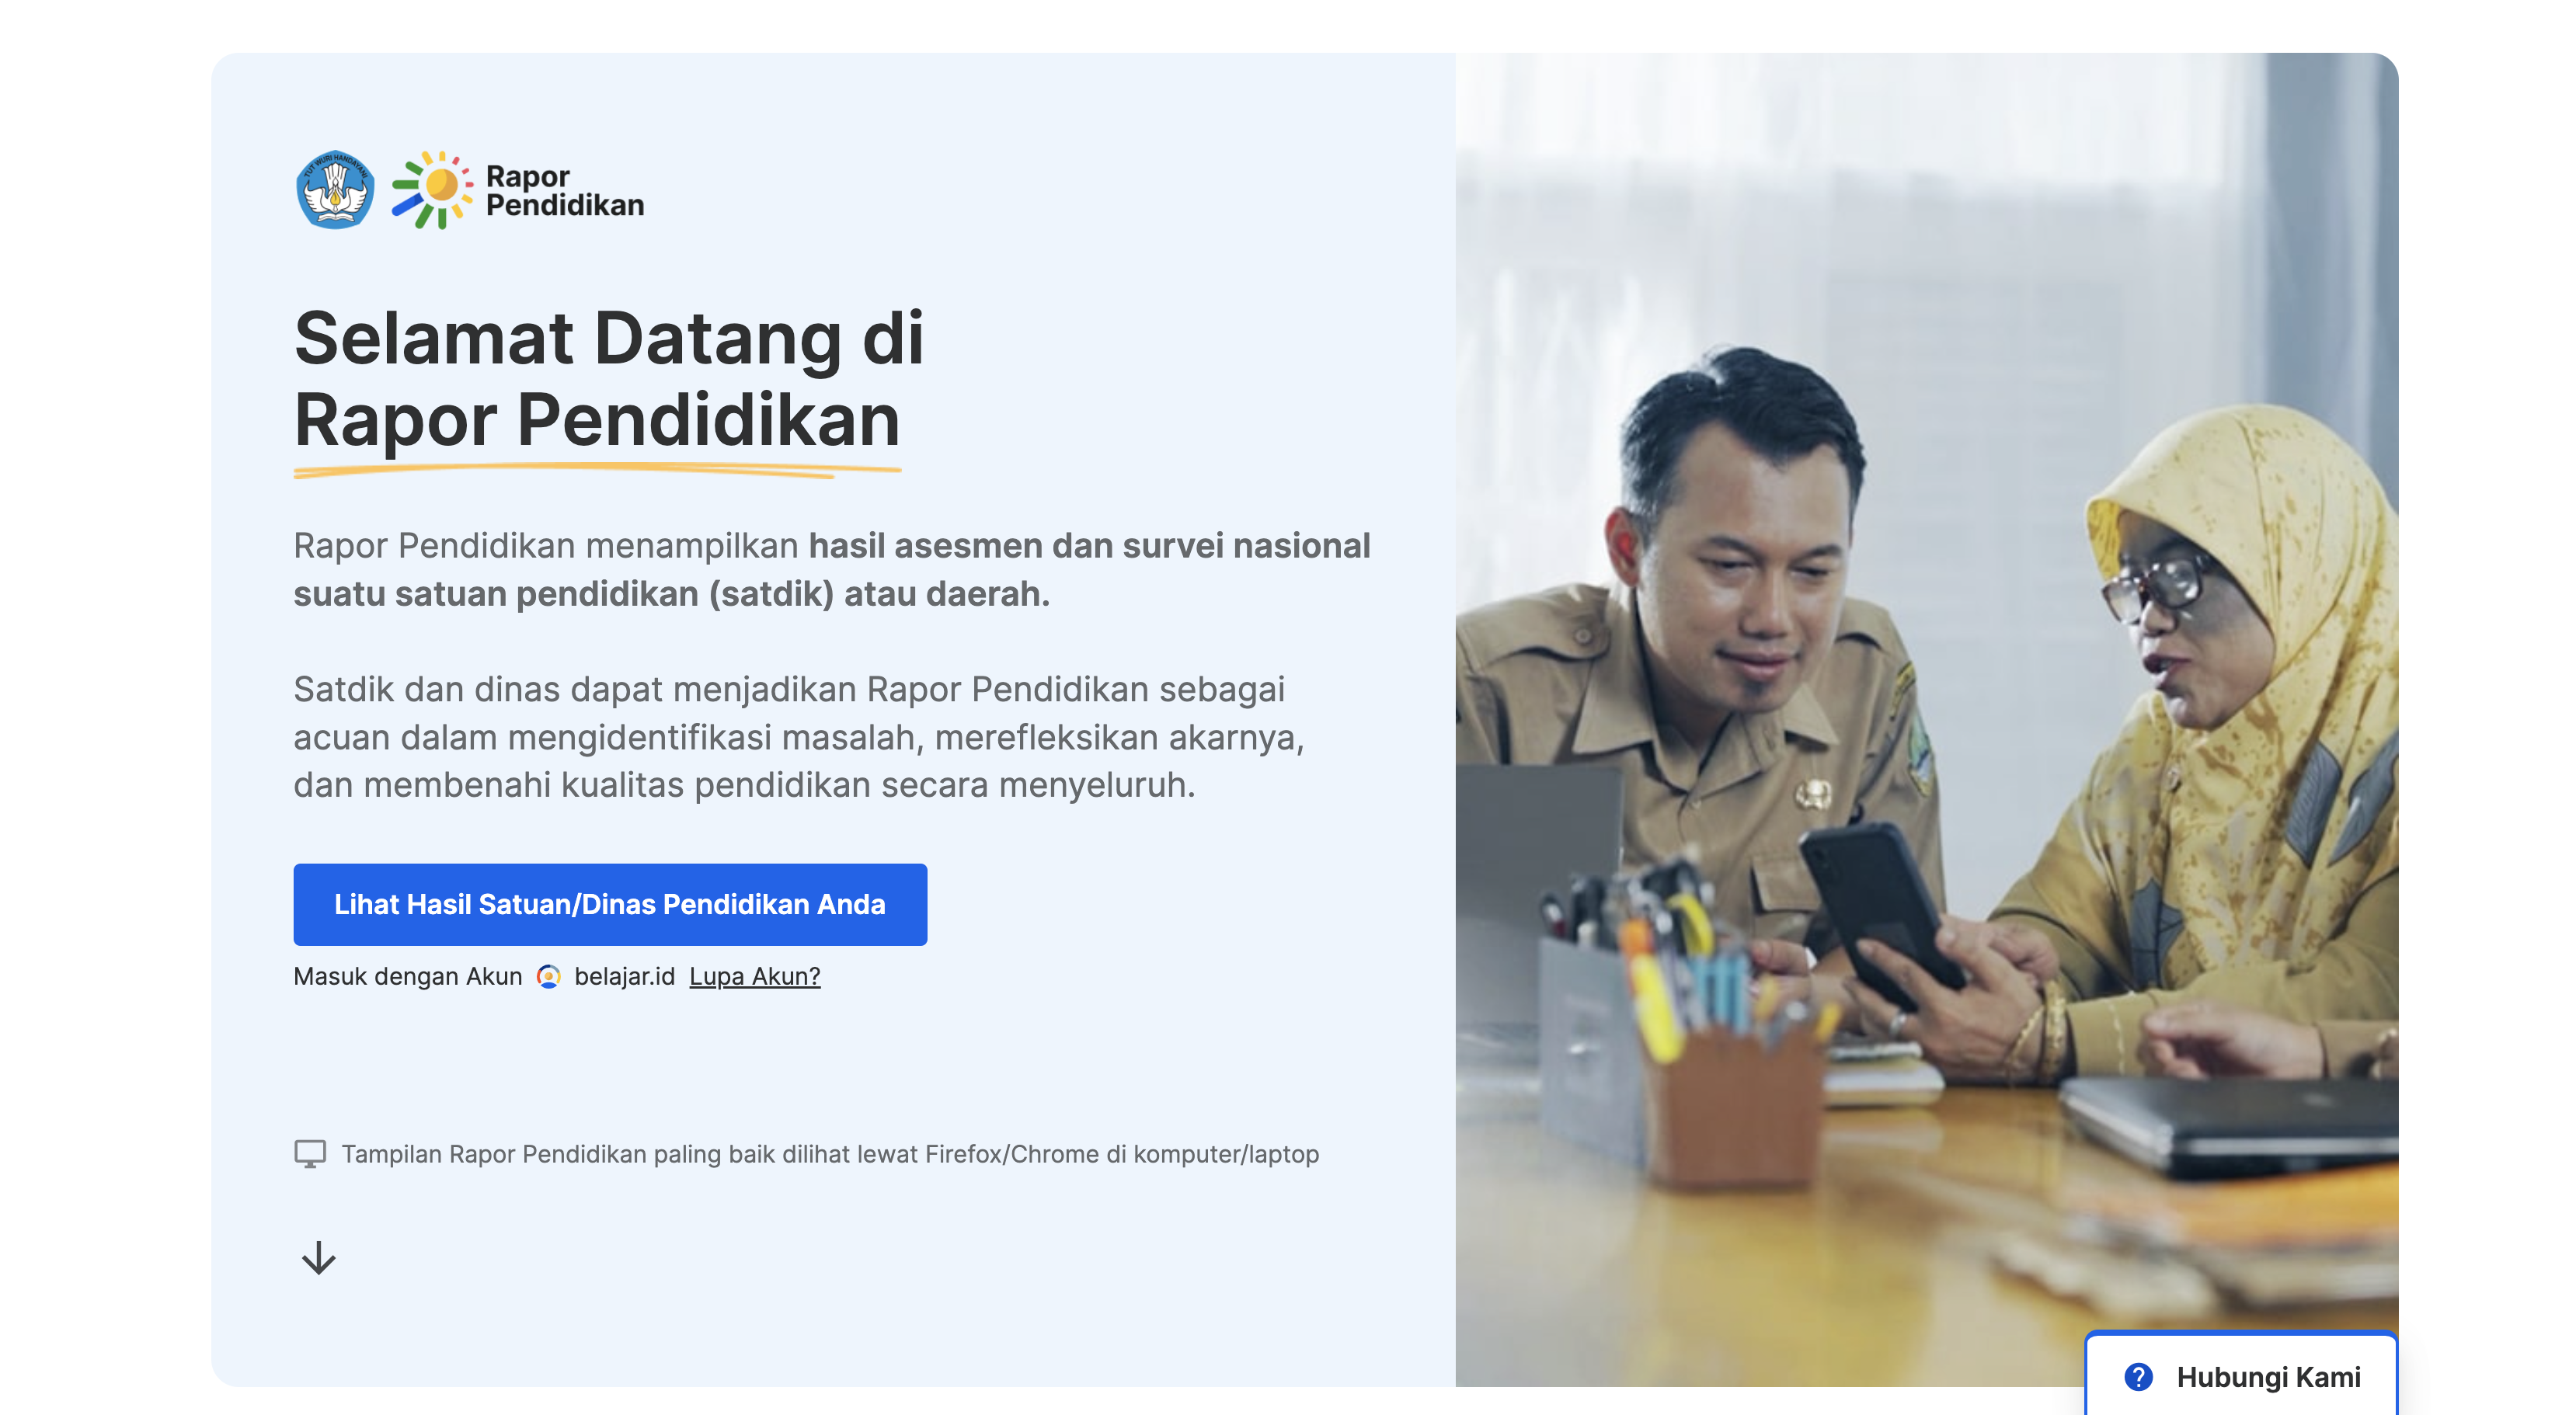 TUT WURI HANDAYANI
Rapor
Pendidikan
Selamat Datang di
Rapor Pendidikan
Rapor Pendidikan menampilkan hasil asesmen dan survei nasional
suatu satuan pendidikan (satdik) atau daerah.
Satdik dan dinas dapat menjadikan Rapor Pendidikan sebagai
acuan dalam mengidentifikasi masalah, merefleksikan akarnya,
dan membenahi kualitas pendidikan secara menyeluruh.
Lihat Hasil Satuan/Dinas Pendidikan Anda
Masuk dengan Akun belajar.id Lupa Akun?
Tampilan Rapor Pendidikan paling baik dilihat lewat Firefox/Chrome di komputer/laptop
? Hubungi Kami